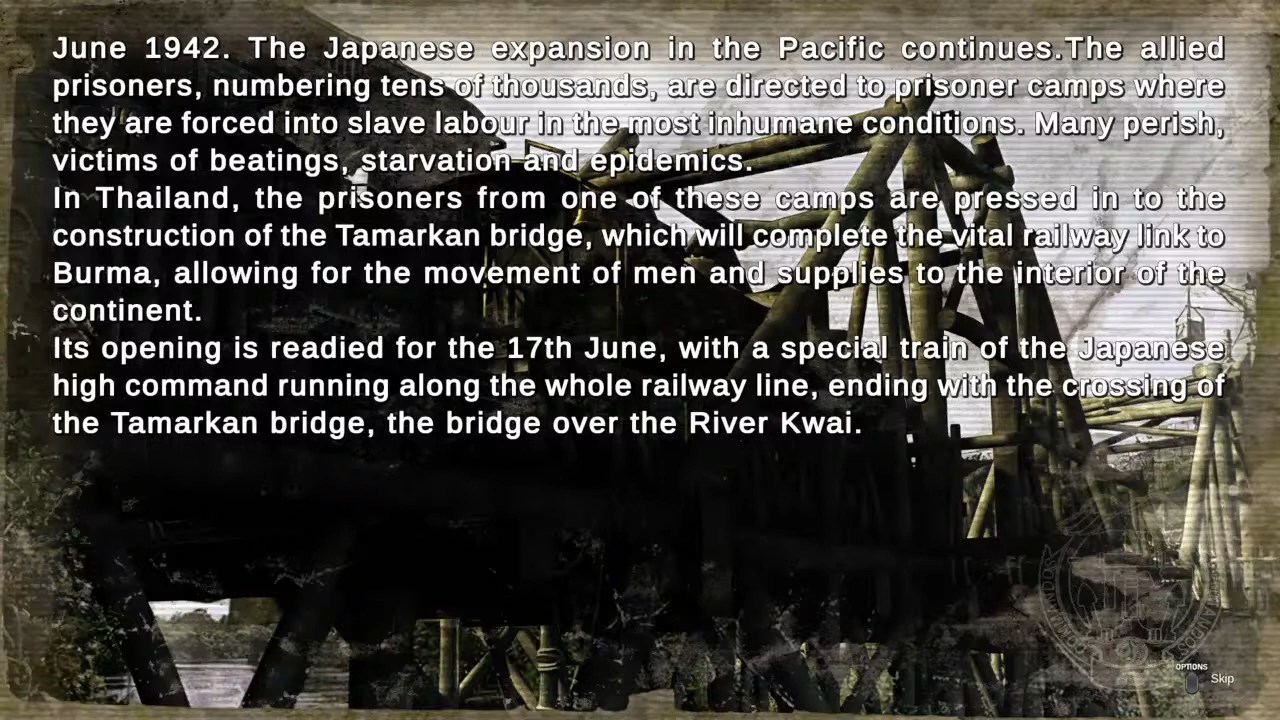 June 1942. The Japanese expansion in the Pacific continues.The allied
prisoners, numbering tens of thousands, are directed to prisoner camps where
they are forced into slave labour in the most inhumane conditions. Many perish,
victims of beatings, starvation and epidemics.
In Thailand, the prisoners from one of these camps are pressed in to the
construction of the Tamarkan bridge, which will complete the vital railway link to
Burma, allowing for the movement of men and supplies to the interior of the
continent.
Its opening is readied for the 17th June, with a special train of the Japanese
high command running along the whole railway line, ending with the crossing of
the Tamarkan bridge, the bridge over the River Kwai.
OPTIONS
Skip